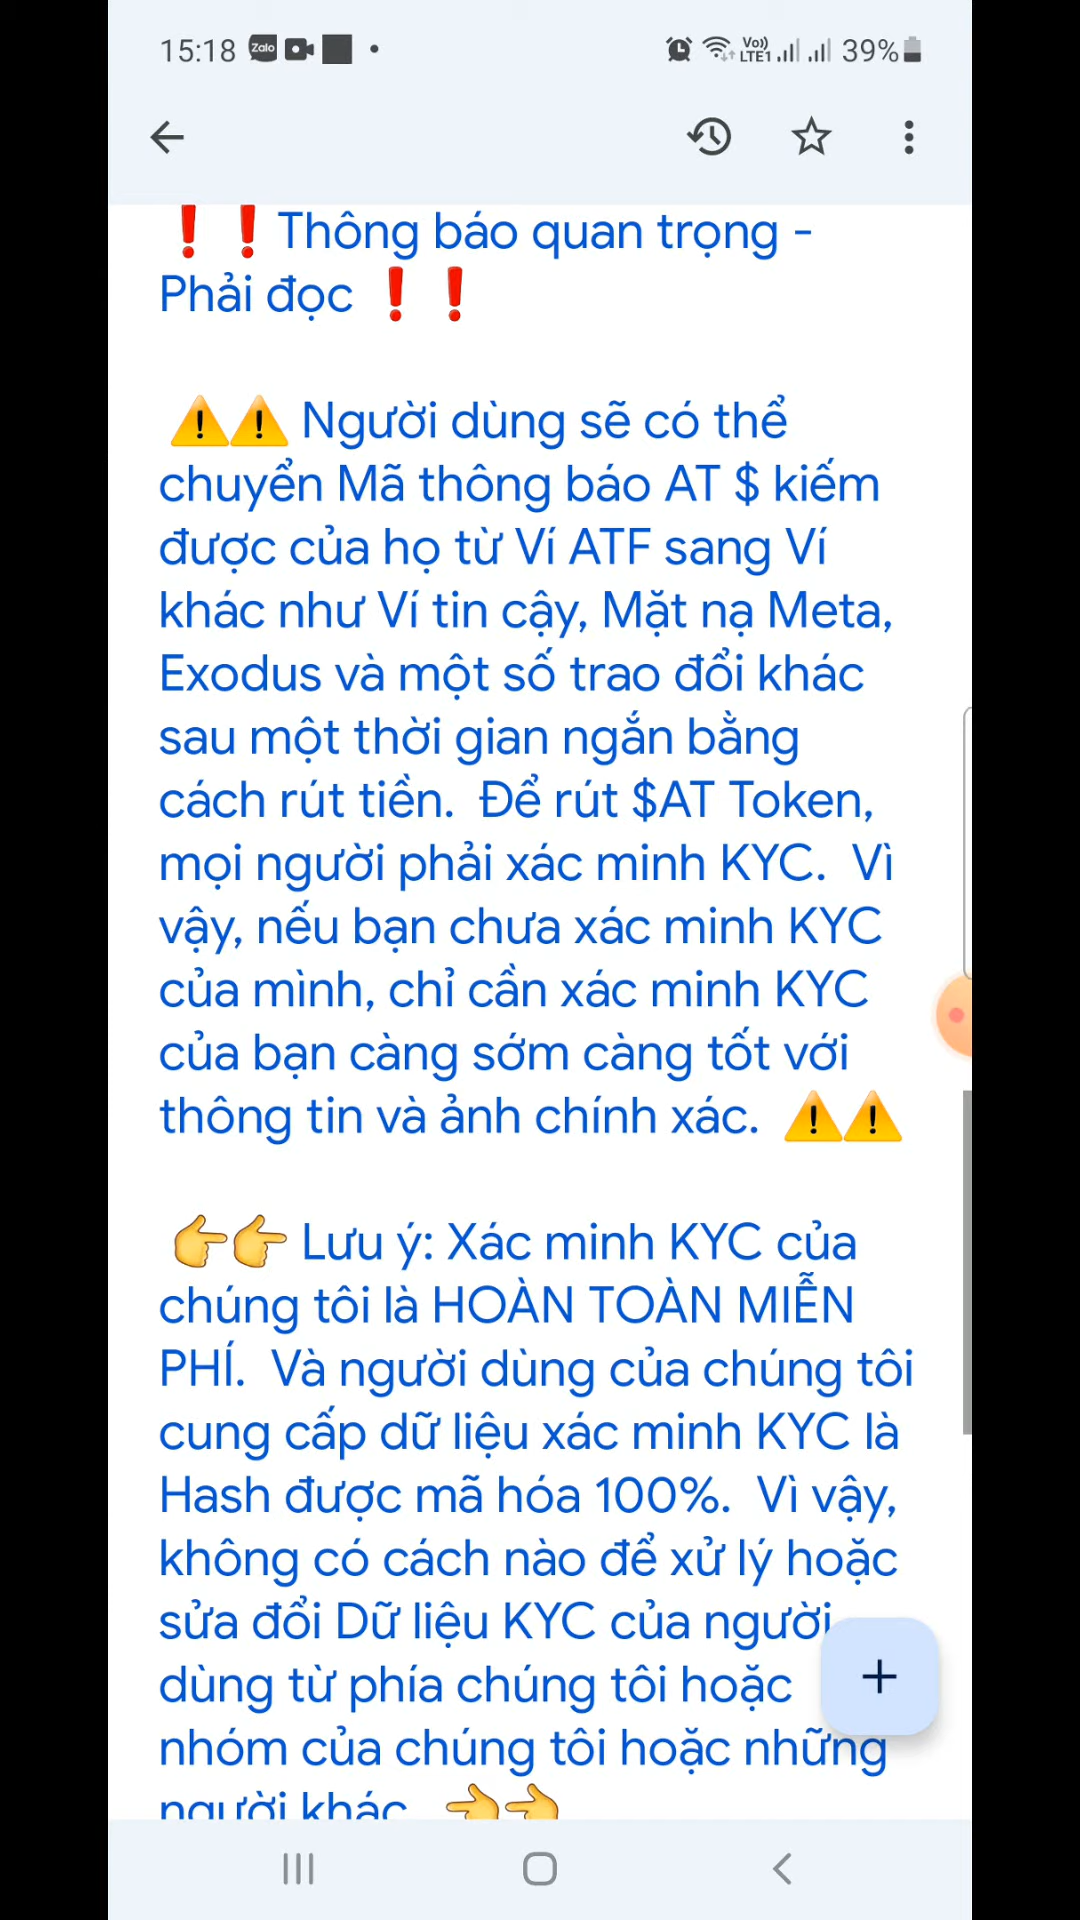 15:18 Zalo Vo)) LTE1 39%
❗❗Thông báo quan trọng -
Phải đọc ❗❗
⚠️⚠️ Người dùng sẽ có thể
chuyển Mã thông báo AT $ kiếm
được của họ từ Ví ATF sang Ví
khác như Ví tin cậy, Mặt nạ Meta,
Exodus và một số trao đổi khác
sau một thời gian ngắn bằng
cách rút tiền. Để rút $AT Token,
mọi người phải xác minh KYC. Vì
vậy, nếu bạn chưa xác minh KYC
của mình, chỉ cần xác minh KYC
của bạn càng sớm càng tốt với
thông tin và ảnh chính xác. ⚠️⚠️
👉👉 Lưu ý: Xác minh KYC của
chúng tôi là HOÀN TOÀN MIỄN
PHÍ. Và người dùng của chúng tôi
cung cấp dữ liệu xác minh KYC là
Hash được mã hóa 100%. Vì vậy,
không có cách nào để xử lý hoặc
sửa đổi Dữ liệu KYC của người
dùng từ phía chúng tôi hoặc
nhóm của chúng tôi hoặc những
người khác 👈👈